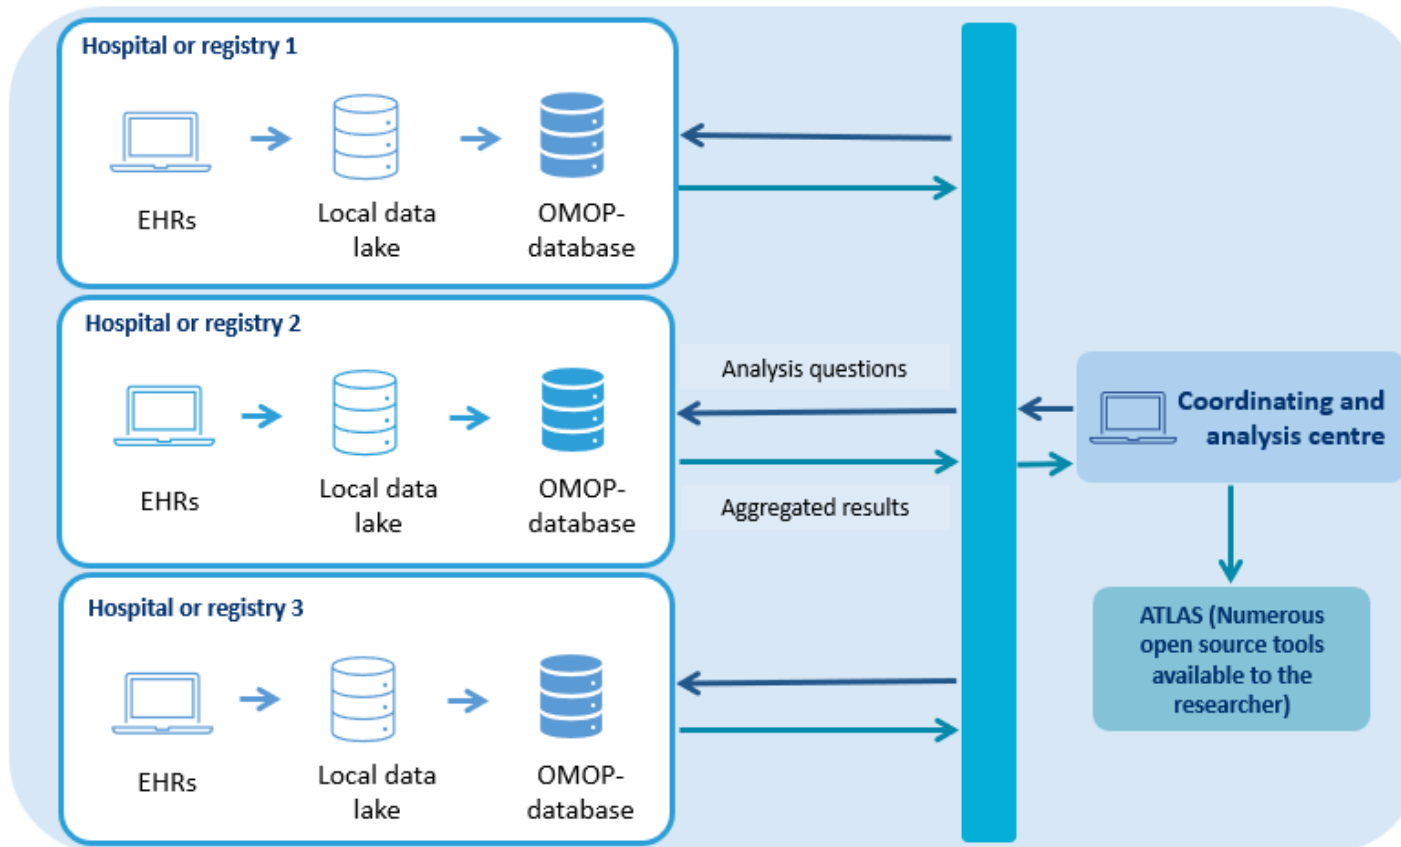 Hospital or registry 1
EHRs
Local data
lake
OMOP-
database
Hospital or registry 2
EHRs
Local data
lake
OMOP-
database
Analysis questions
Aggregated results
Hospital or registry 3
EHRs
Local data
lake
OMOP-
database
Coordinating and
analysis centre
ATLAS (Numerous
open source tools
available to the
researcher)